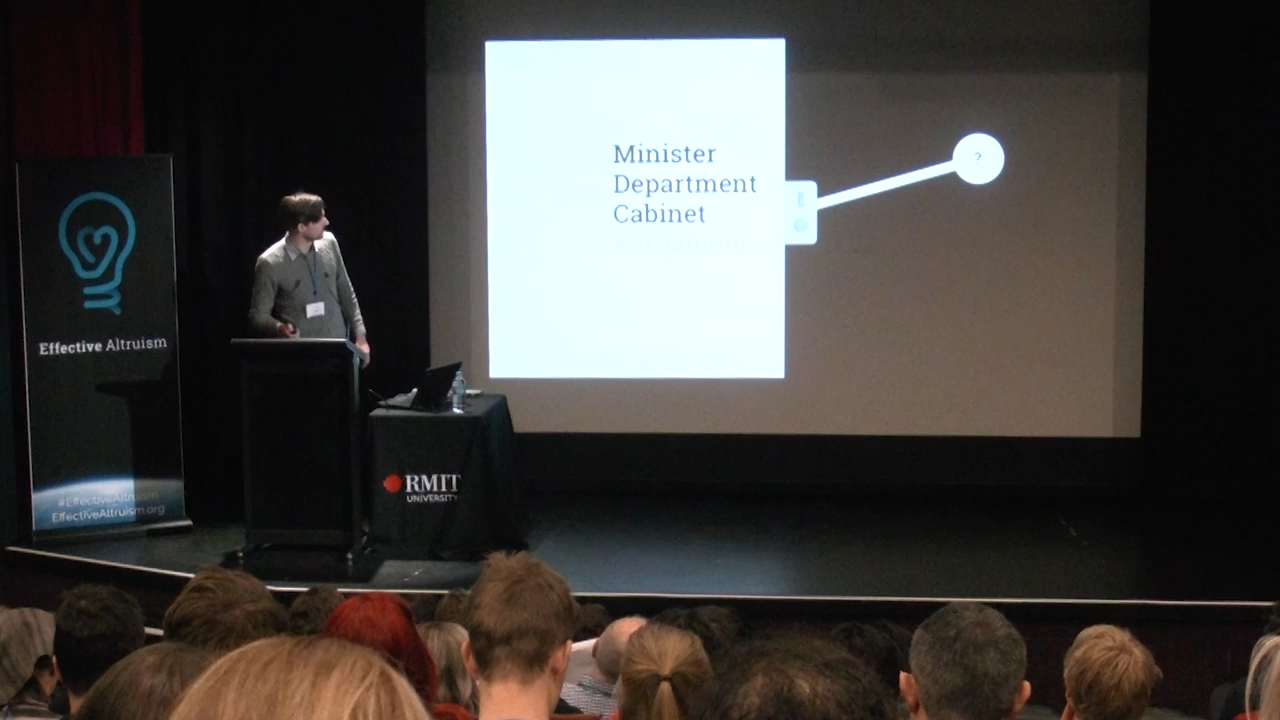 Minister
Department
Cabinet
?
Effective Altruism
#EffectiveAltruism
EffectiveAltruism.org
RMIT
UNIVERSITY